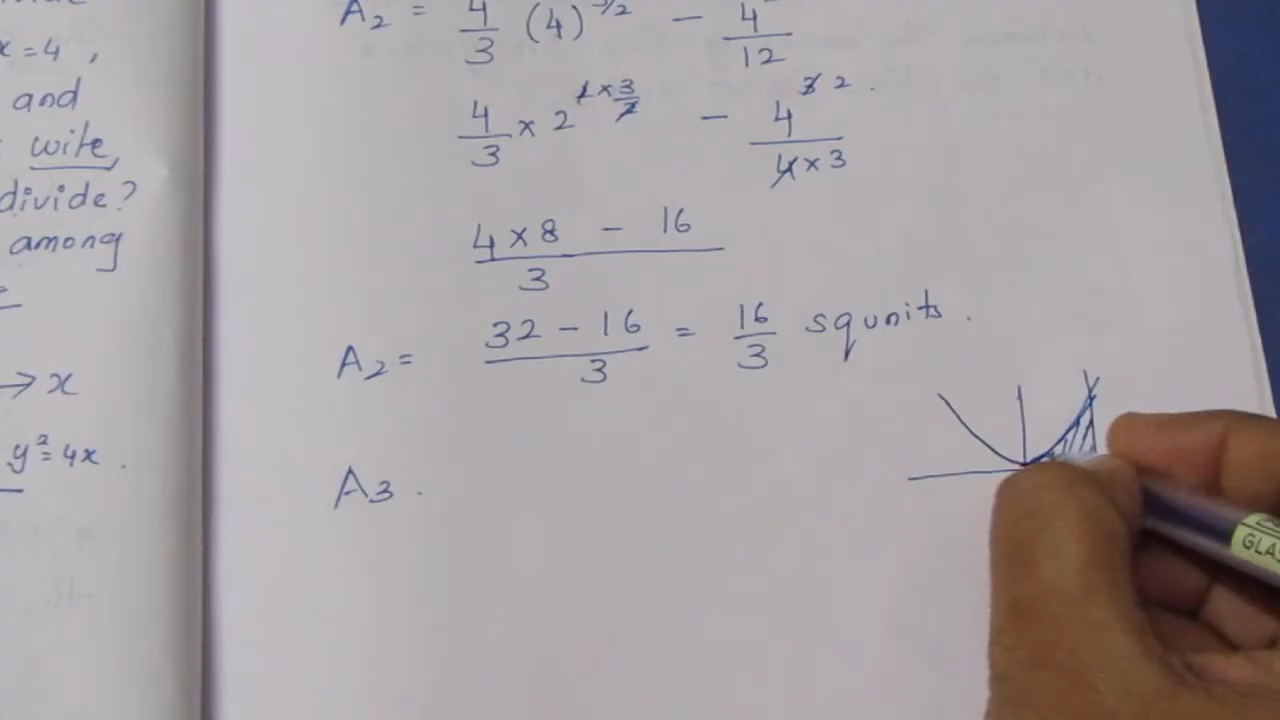 x=4 ,
and
wife,
divide?
among
→ x
y²=4x .
A₂ = 4/3 (4)^3/2 - 4/12
4/3 × 2^2×3/2 - 4^3 2 . / 4×3
4×8 - 16 / 3
A₂= 32-16 / 3 = 16/3 squnits .
A3 .
GLA